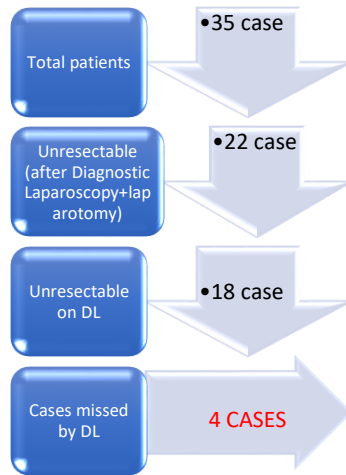 Total patients
•35 case
Unresectable
(after Diagnostic
Laparoscopy+lap
arotomy)
•22 case
Unresectable
on DL
•18 case
Cases missed
by DL
4 CASES